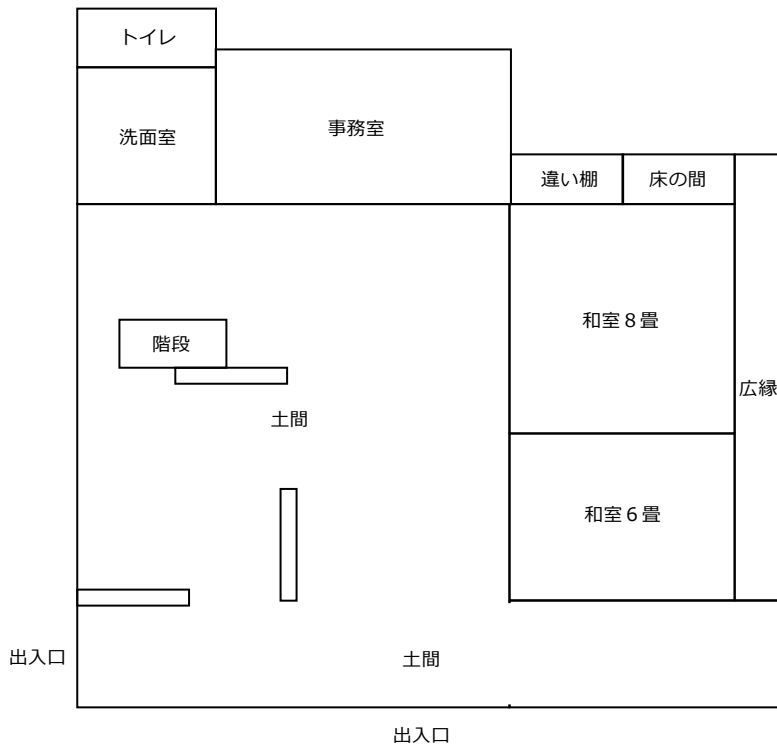 トイレ
洗面室
事務室
違い棚
床の間
和室８畳
階段
広縁
土間
和室６畳
出入口
土間
出入口